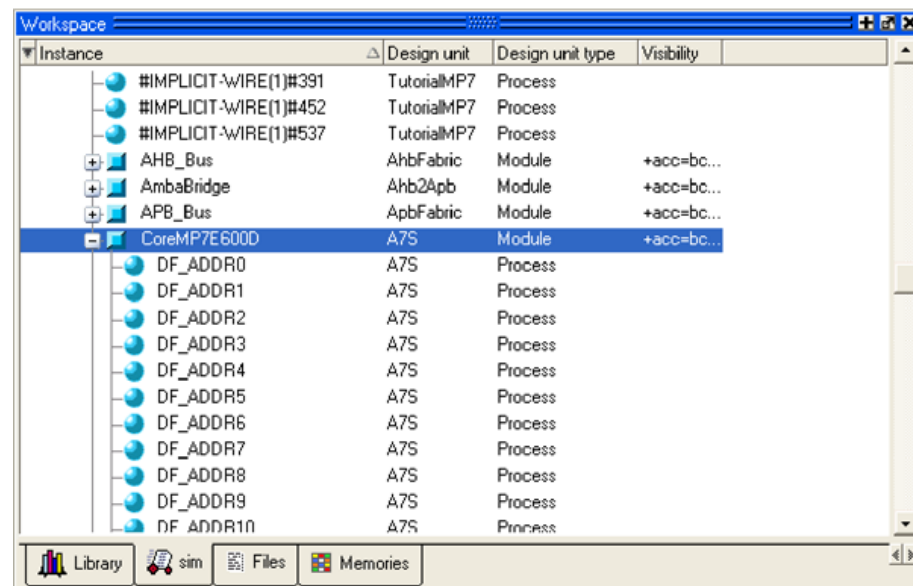 Workspace
Instance Design unit Design unit type Visibility
#IMPLICIT-WIRE(1)#391 TutorialMP7 Process
#IMPLICIT-WIRE(1)#452 TutorialMP7 Process
#IMPLICIT-WIRE(1)#537 TutorialMP7 Process
AHB_Bus AhbFabric Module +acc=bc...
AmbaBridge Ahb2Apb Module +acc=bc...
APB_Bus ApbFabric Module +acc=bc...
CoreMP7E600D A7S Module +acc=bc...
DF_ADDR0 A7S Process
DF_ADDR1 A7S Process
DF_ADDR2 A7S Process
DF_ADDR3 A7S Process
DF_ADDR4 A7S Process
DF_ADDR5 A7S Process
DF_ADDR6 A7S Process
DF_ADDR7 A7S Process
DF_ADDR8 A7S Process
DF_ADDR9 A7S Process
DF_ADDR10 A7S Process
Library sim Files Memories